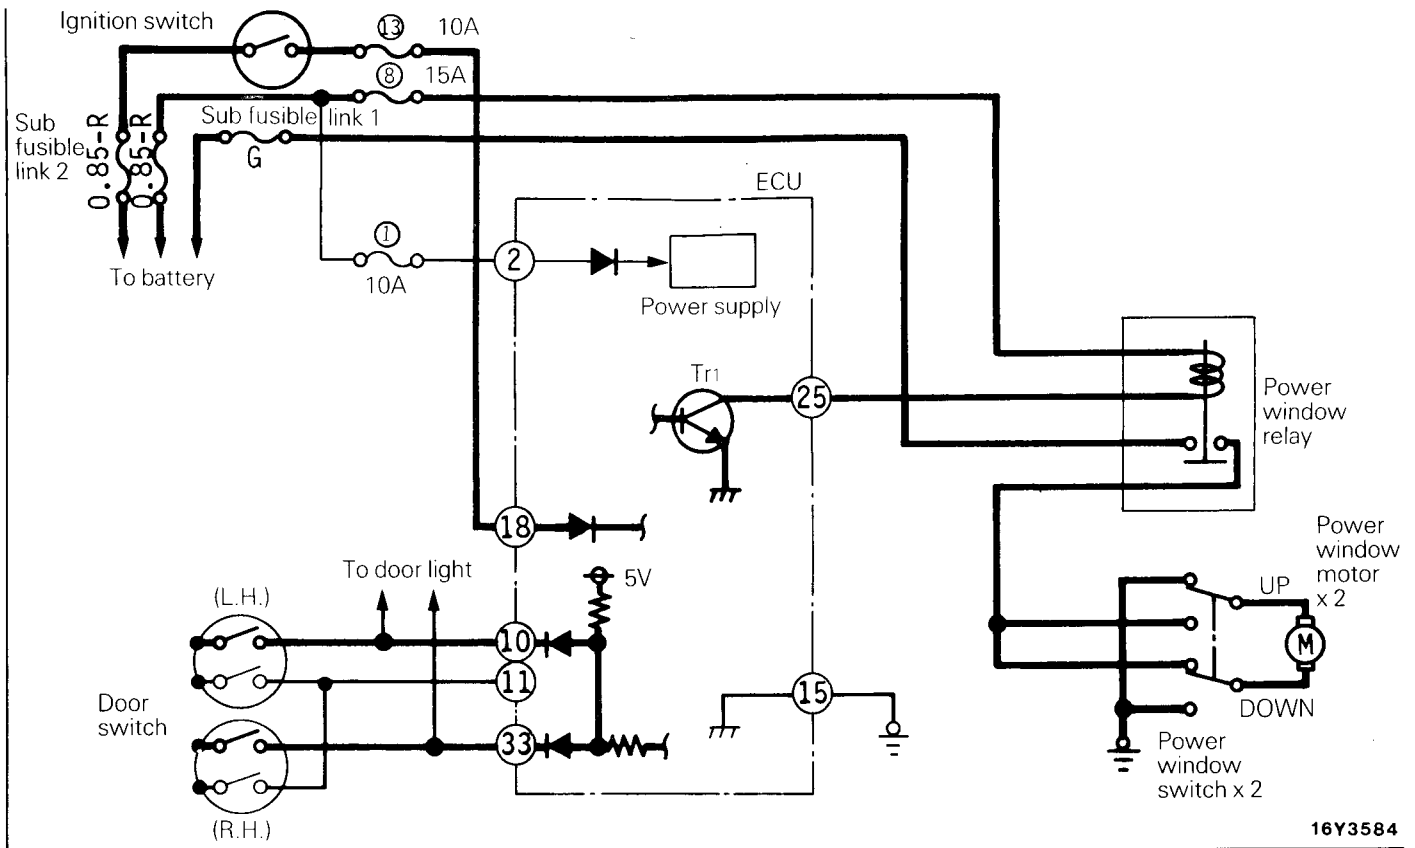 Ignition switch
13
10A
8
15A
Sub fusible link 1
Sub
fusible
link 2
0.85-R
0.85-R
G
ECU
1
10A
2
To battery
Power supply
Tr1
25
Power
window
relay
18
Power
window
motor
x 2
To door light
5V
(L.H.)
UP
10
M
11
15
Door
switch
DOWN
33
Power
window
switch x 2
(R.H.)
16Y3584